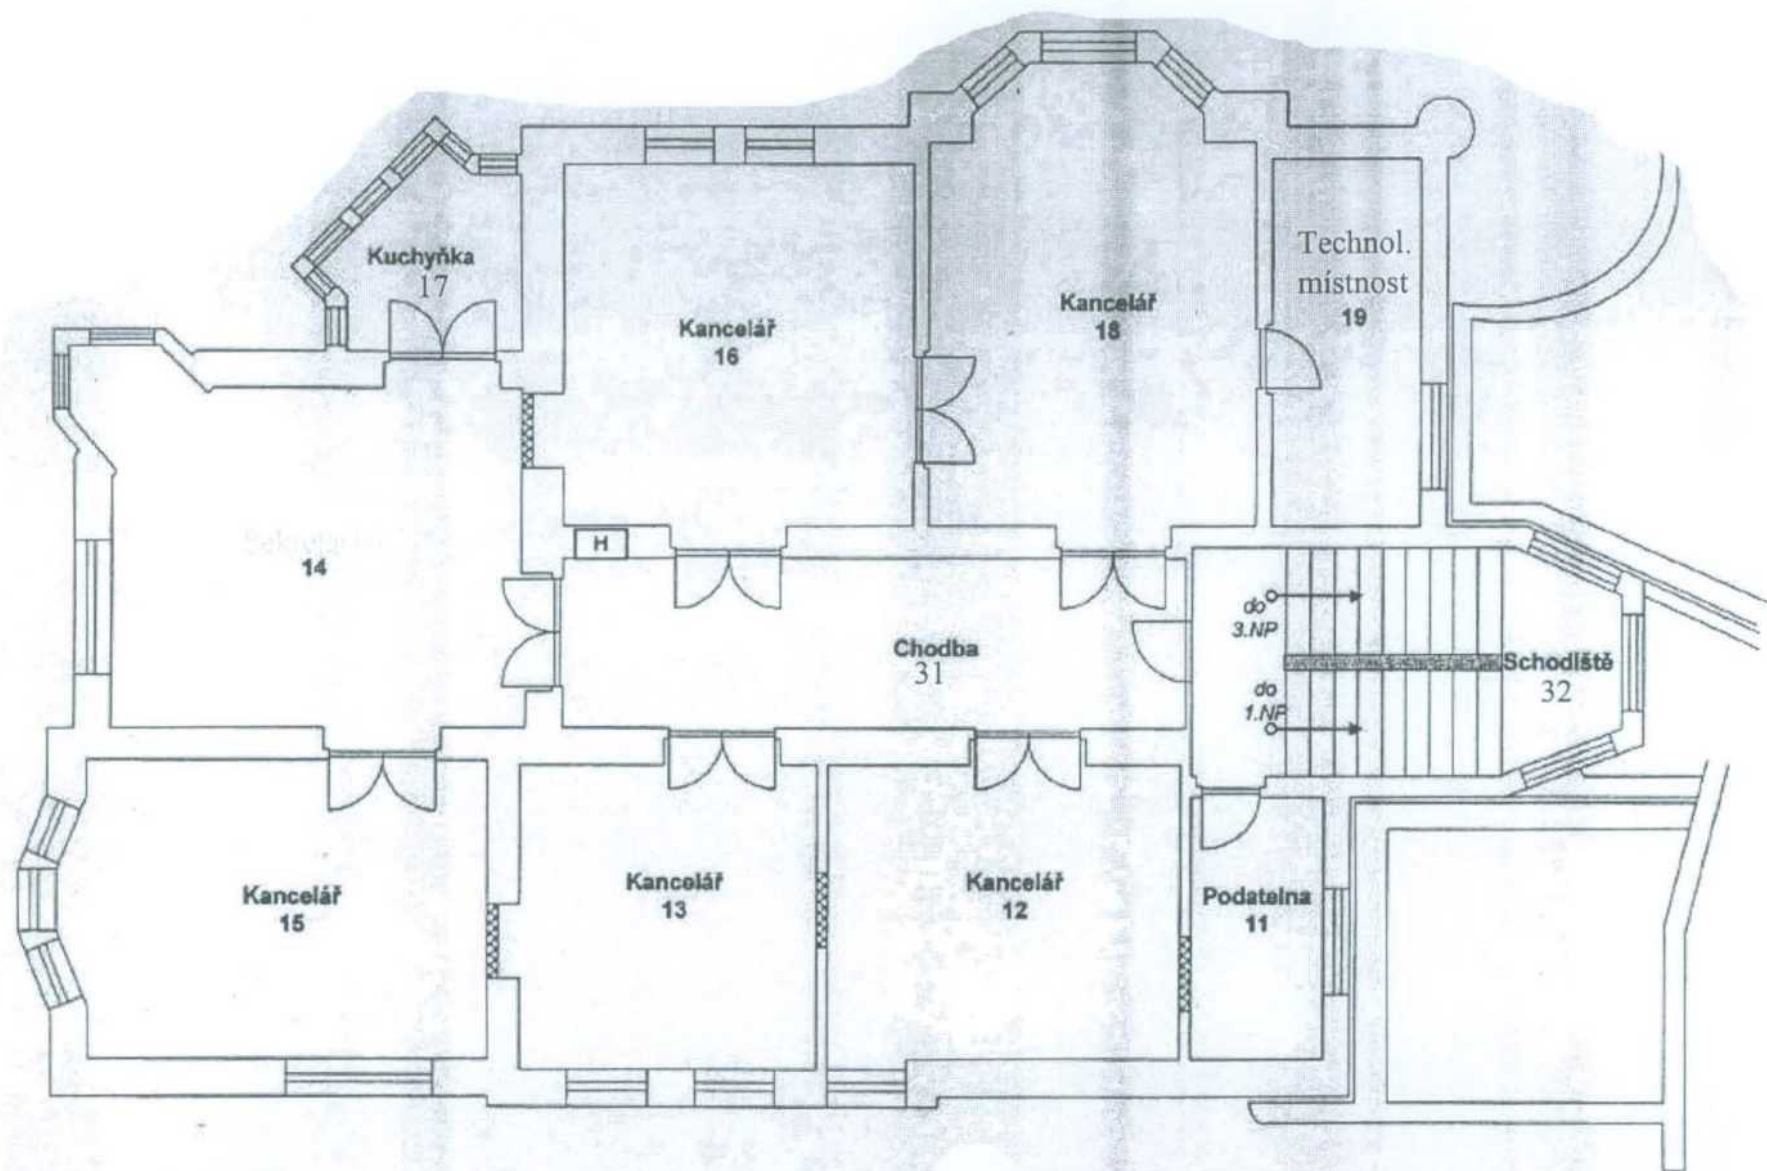 Kuchyňka
17
Kancelář
16
Kancelář
18
Technol.
místnost
19
14
H
Chodba
31
do
3.NP
do
1.NP
Schodiště
32
Kancelář
15
Kancelář
13
Kancelář
12
Podatelna
11